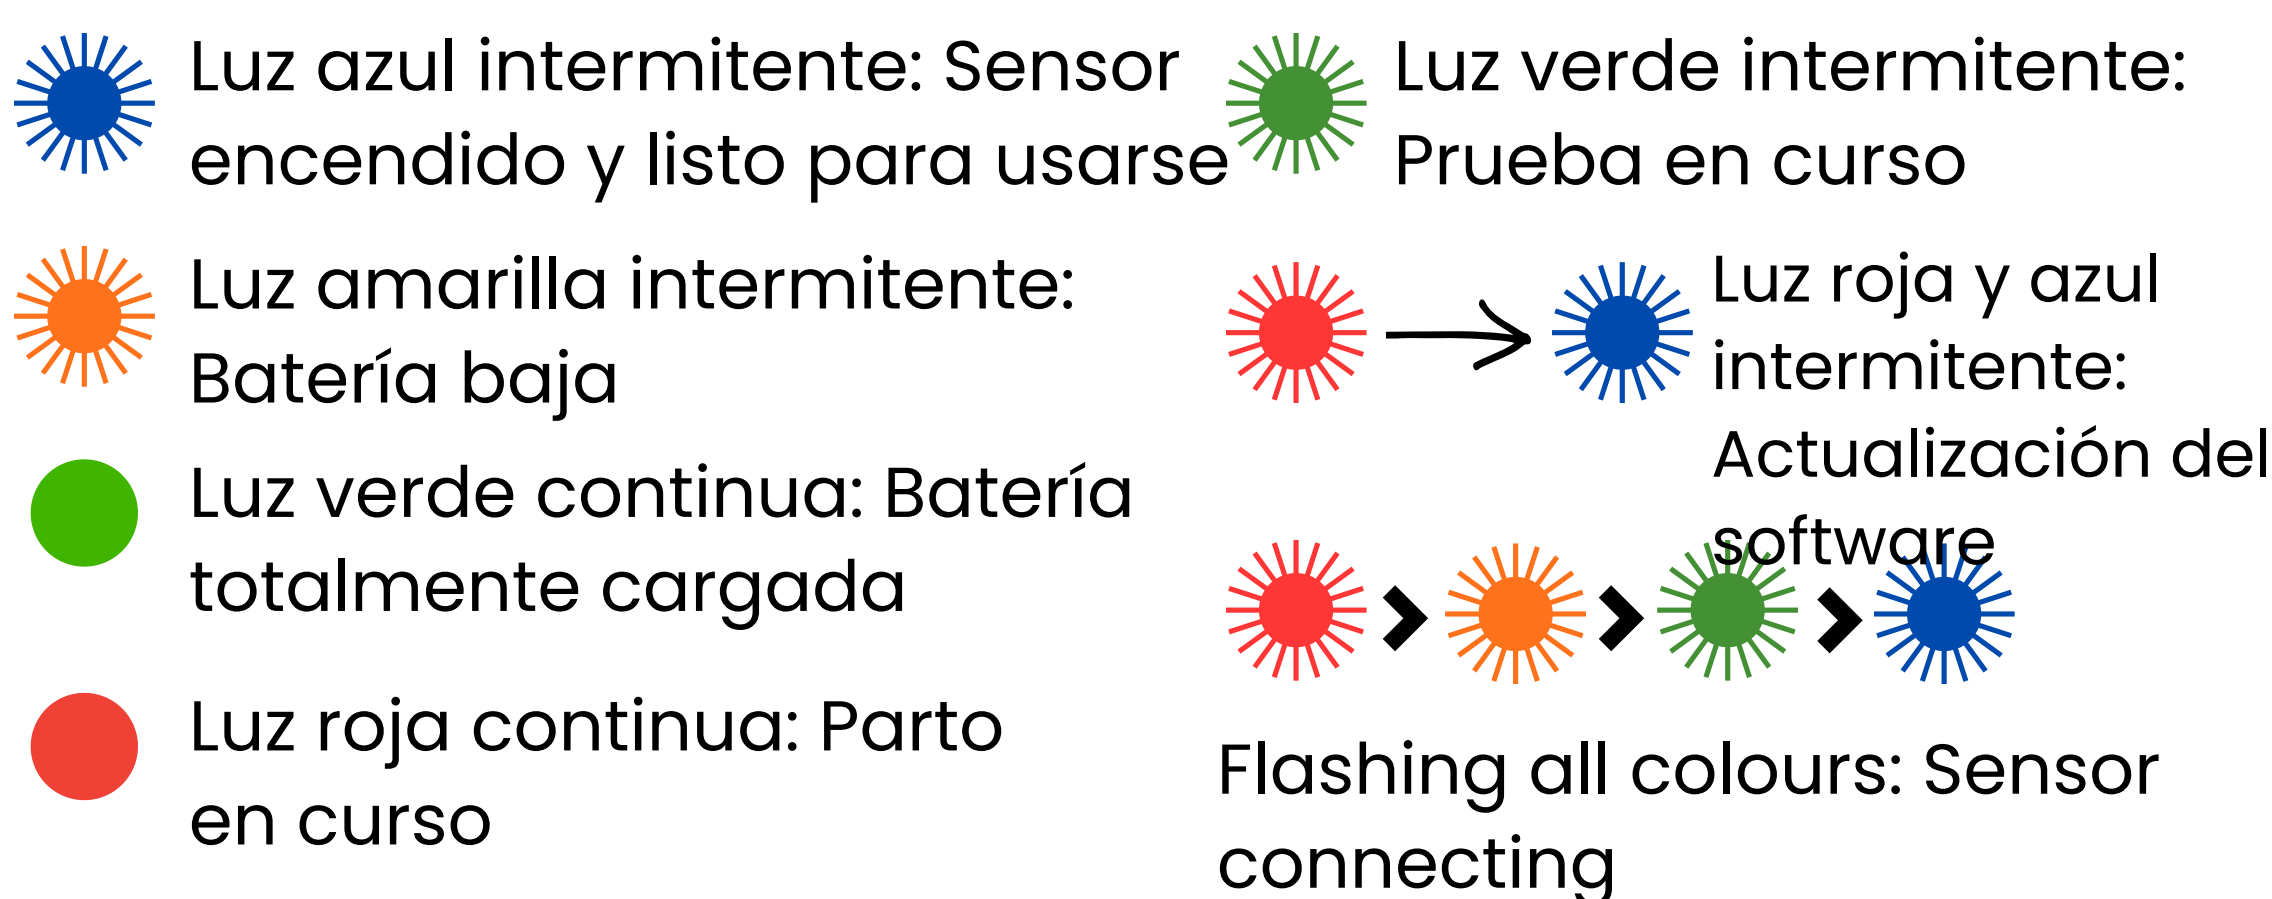 Luz azul intermitente: Sensor
encendido y listo para usarse
Luz amarilla intermitente:
Batería baja
Luz verde continua: Batería
totalmente cargada
Luz roja continua: Parto
en curso
Luz verde intermitente:
Prueba en curso
Luz roja y azul
intermitente:
Actualización del
software
Flashing all colours: Sensor
connecting